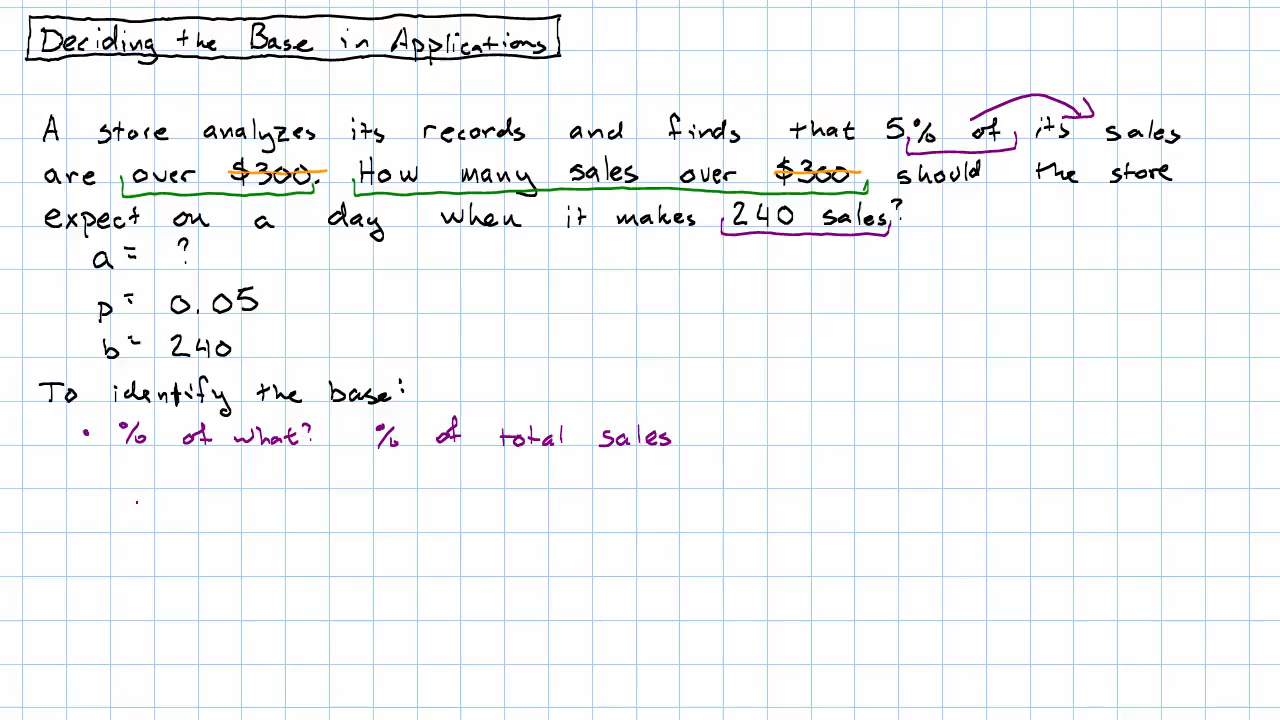 Deciding the Base in Applications
A store analyzes its records and finds that 5% of its sales
are over $300. How many sales over $300 should the store
expect on a day when it makes 240 sales?
a = ?
p = 0.05
b = 240
To identify the base:
• % of what? % of total sales